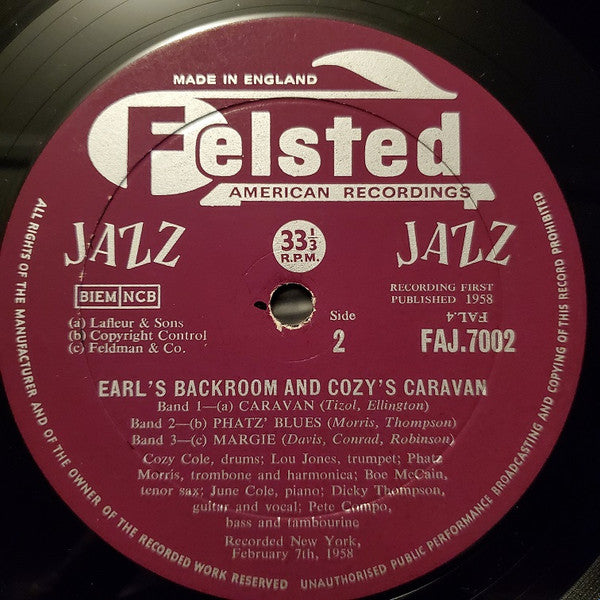 MADE IN ENGLAND
Felsted
AMERICAN RECORDINGS
JAZZ
33⅓
R.P.M.
JAZZ
BIEM NCB
RECORDING FIRST
PUBLISHED 1958
FAL.4
(a) Lafleur & Sons
(b) Copyright Control
(c) Feldman & Co.
Side
2
FAJ.7002
EARL'S BACKROOM AND COZY'S CARAVAN
Band 1—(a) CARAVAN (Tizol, Ellington)
Band 2—(b) PHATZ' BLUES (Morris, Thompson)
Band 3—(c) MARGIE (Davis, Conrad, Robinson)
Cozy Cole, drums; Lou Jones, trumpet; Phatz
Morris, trombone and harmonica; Boe McCain,
tenor sax; June Cole, piano; Dicky Thompson,
guitar and vocal; Pete Compo,
bass and tambourine
Recorded New York,
February 7th, 1958
ALL RIGHTS OF THE MANUFACTURER AND OF THE OWNER OF THE RECORDED WORK RESERVED
UNAUTHORISED PUBLIC PERFORMANCE BROADCASTING AND COPYING OF THIS RECORD PROHIBITED